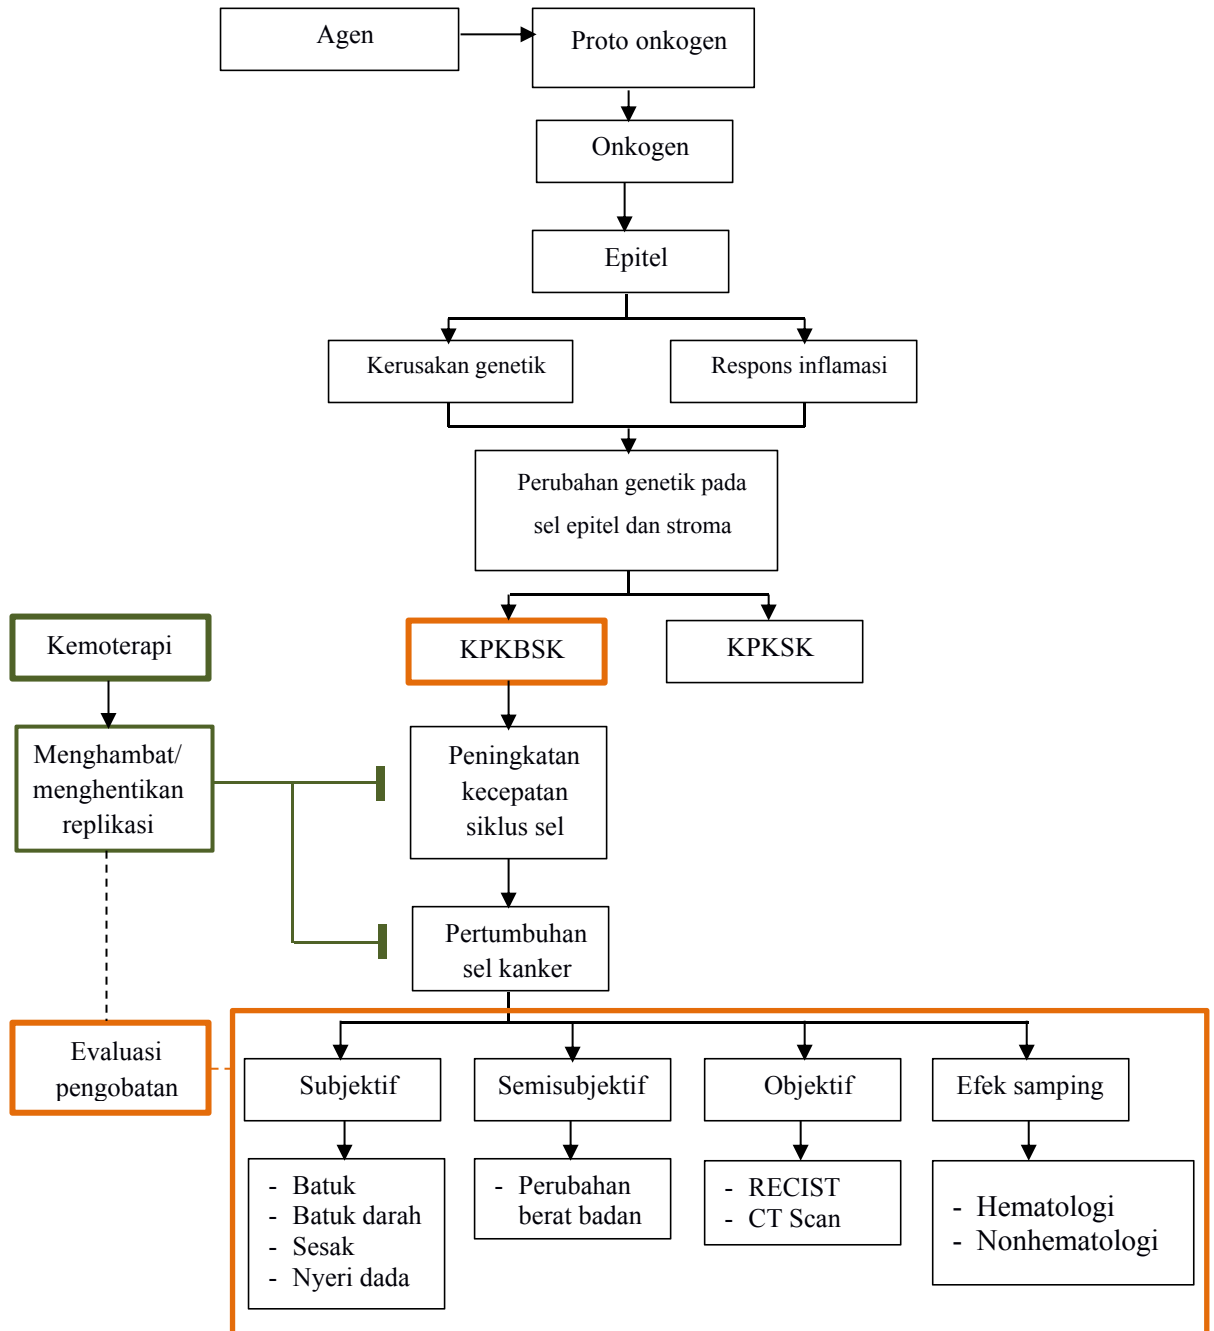 Agen
Proto onkogen
Onkogen
Epitel
Kerusakan genetik
Respons inflamasi
Perubahan genetik pada
sel epitel dan stroma
Kemoterapi
KPKBSK
KPKSK
Menghambat/
menghentikan
replikasi
Peningkatan
kecepatan
siklus sel
Pertumbuhan
sel kanker
Evaluasi
pengobatan
Subjektif
Semisubjektif
Objektif
Efek samping
- Batuk
- Batuk darah
- Sesak
- Nyeri dada
- Perubahan
berat badan
- RECIST
- CT Scan
- Hematologi
- Nonhematologi